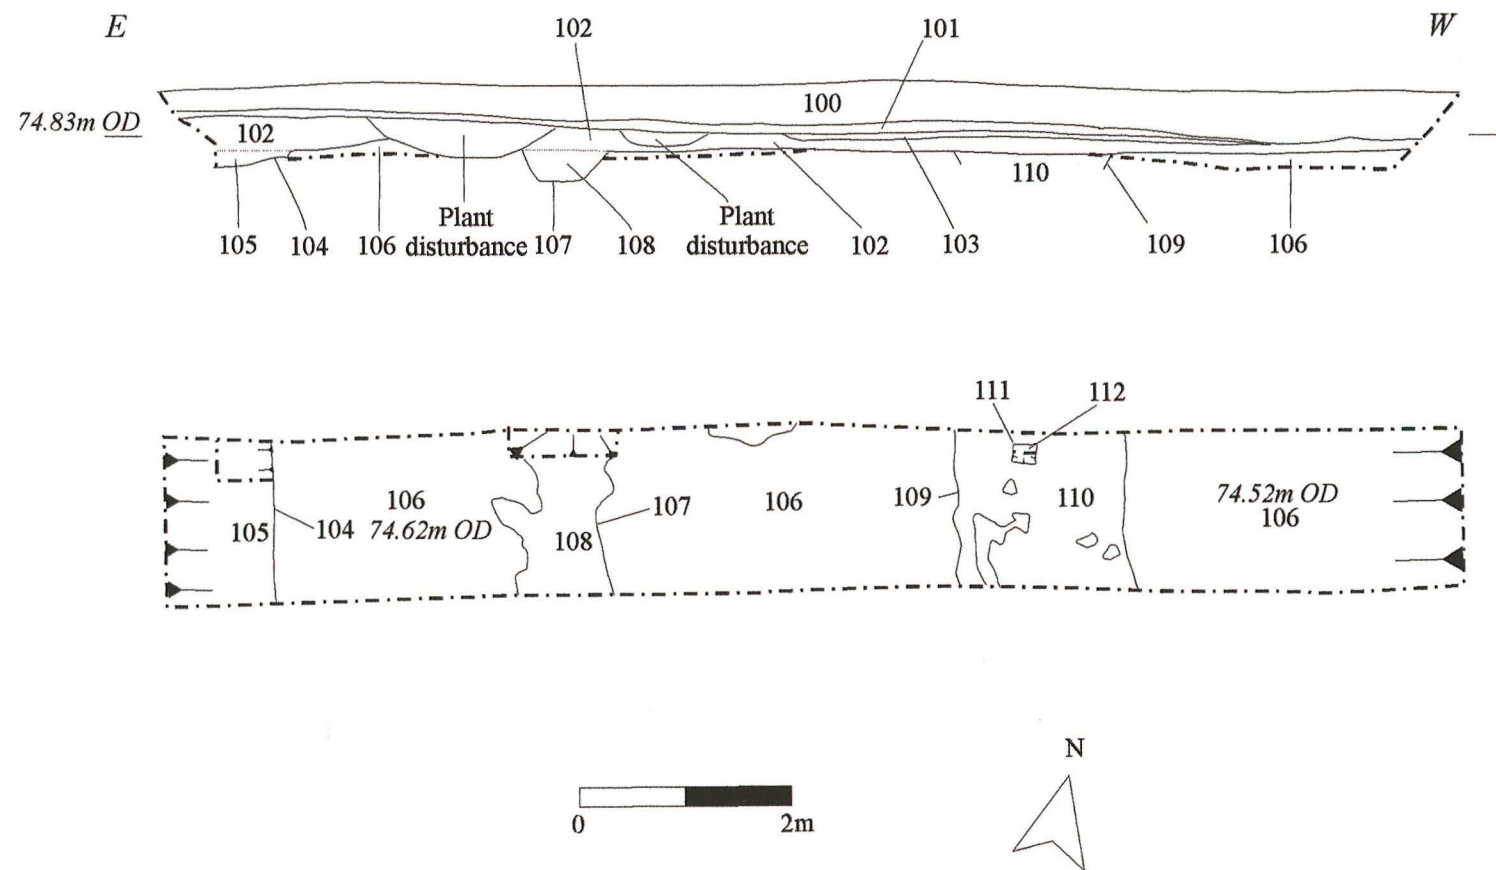 E 102 101 W
100
74.83m OD
102
110
Plant Plant
105 104 106 disturbance 107 108 disturbance 102 103 109 106
111 112
106 109 110 74.52m OD
107 106 106
105 104 74.62m OD
108
N
0 2m